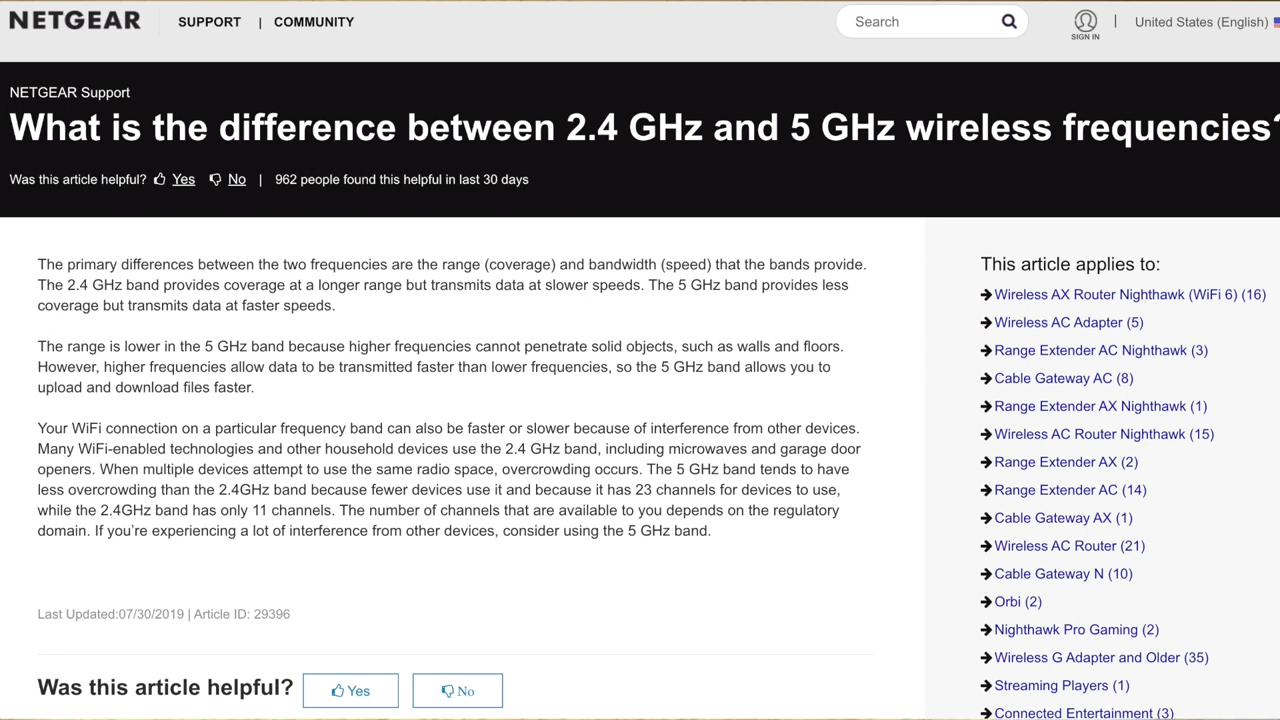 NETGEAR SUPPORT | COMMUNITY Search SIGN IN | United States (English)
NETGEAR Support
What is the difference between 2.4 GHz and 5 GHz wireless frequencies?
Was this article helpful? Yes No | 962 people found this helpful in last 30 days
The primary differences between the two frequencies are the range (coverage) and bandwidth (speed) that the bands provide.
The 2.4 GHz band provides coverage at a longer range but transmits data at slower speeds. The 5 GHz band provides less
coverage but transmits data at faster speeds.
The range is lower in the 5 GHz band because higher frequencies cannot penetrate solid objects, such as walls and floors.
However, higher frequencies allow data to be transmitted faster than lower frequencies, so the 5 GHz band allows you to
upload and download files faster.
Your WiFi connection on a particular frequency band can also be faster or slower because of interference from other devices.
Many WiFi-enabled technologies and other household devices use the 2.4 GHz band, including microwaves and garage door
openers. When multiple devices attempt to use the same radio space, overcrowding occurs. The 5 GHz band tends to have
less overcrowding than the 2.4GHz band because fewer devices use it and because it has 23 channels for devices to use,
while the 2.4GHz band has only 11 channels. The number of channels that are available to you depends on the regulatory
domain. If you're experiencing a lot of interference from other devices, consider using the 5 GHz band.
Last Updated:07/30/2019 | Article ID: 29396
Was this article helpful? Yes No
This article applies to:
Wireless AX Router Nighthawk (WiFi 6) (16)
Wireless AC Adapter (5)
Range Extender AC Nighthawk (3)
Cable Gateway AC (8)
Range Extender AX Nighthawk (1)
Wireless AC Router Nighthawk (15)
Range Extender AX (2)
Range Extender AC (14)
Cable Gateway AX (1)
Wireless AC Router (21)
Cable Gateway N (10)
Orbi (2)
Nighthawk Pro Gaming (2)
Wireless G Adapter and Older (35)
Streaming Players (1)
Connected Entertainment (3)